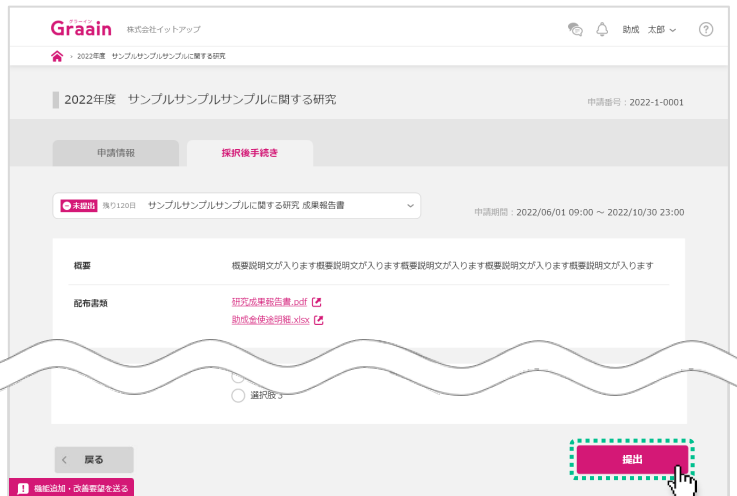 グラーイン
Graain 株式会社イットアップ 助成 太郎
2022年度 サンプルサンプルサンプルに関する研究
2022年度 サンプルサンプルサンプルに関する研究 申請番号：2022-1-0001
申請情報 採択後手続き
未提出 残り120日 サンプルサンプルサンプルに関する研究 成果報告書 申請期間：2022/06/01 09:00 ～ 2022/10/30 23:00
概要 概要説明文が入ります概要説明文が入ります概要説明文が入ります概要説明文が入ります概要説明文が入ります
配布書類 研究成果報告書.pdf
助成金使途明細.xlsx
選択肢３
戻る 提出
機能追加・改善要望を送る